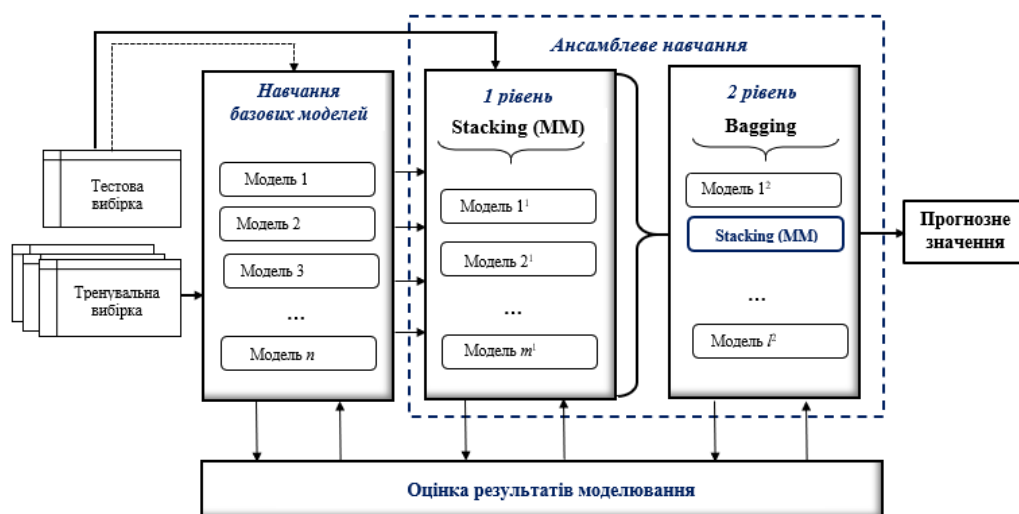 Ансамблеве навчання
Навчання
базових моделей
1 рівень
2 рівень
Stacking (MM)
Bagging
Тестова
вибірка
Модель 1
Модель 2
Модель 3
...
Модель n
Модель 1¹
Модель 2¹
...
Модель m¹
Модель 1²
Stacking (MM)
...
Модель l²
Прогнозне
значення
Тренувальна
вибірка
Оцінка результатів моделювання